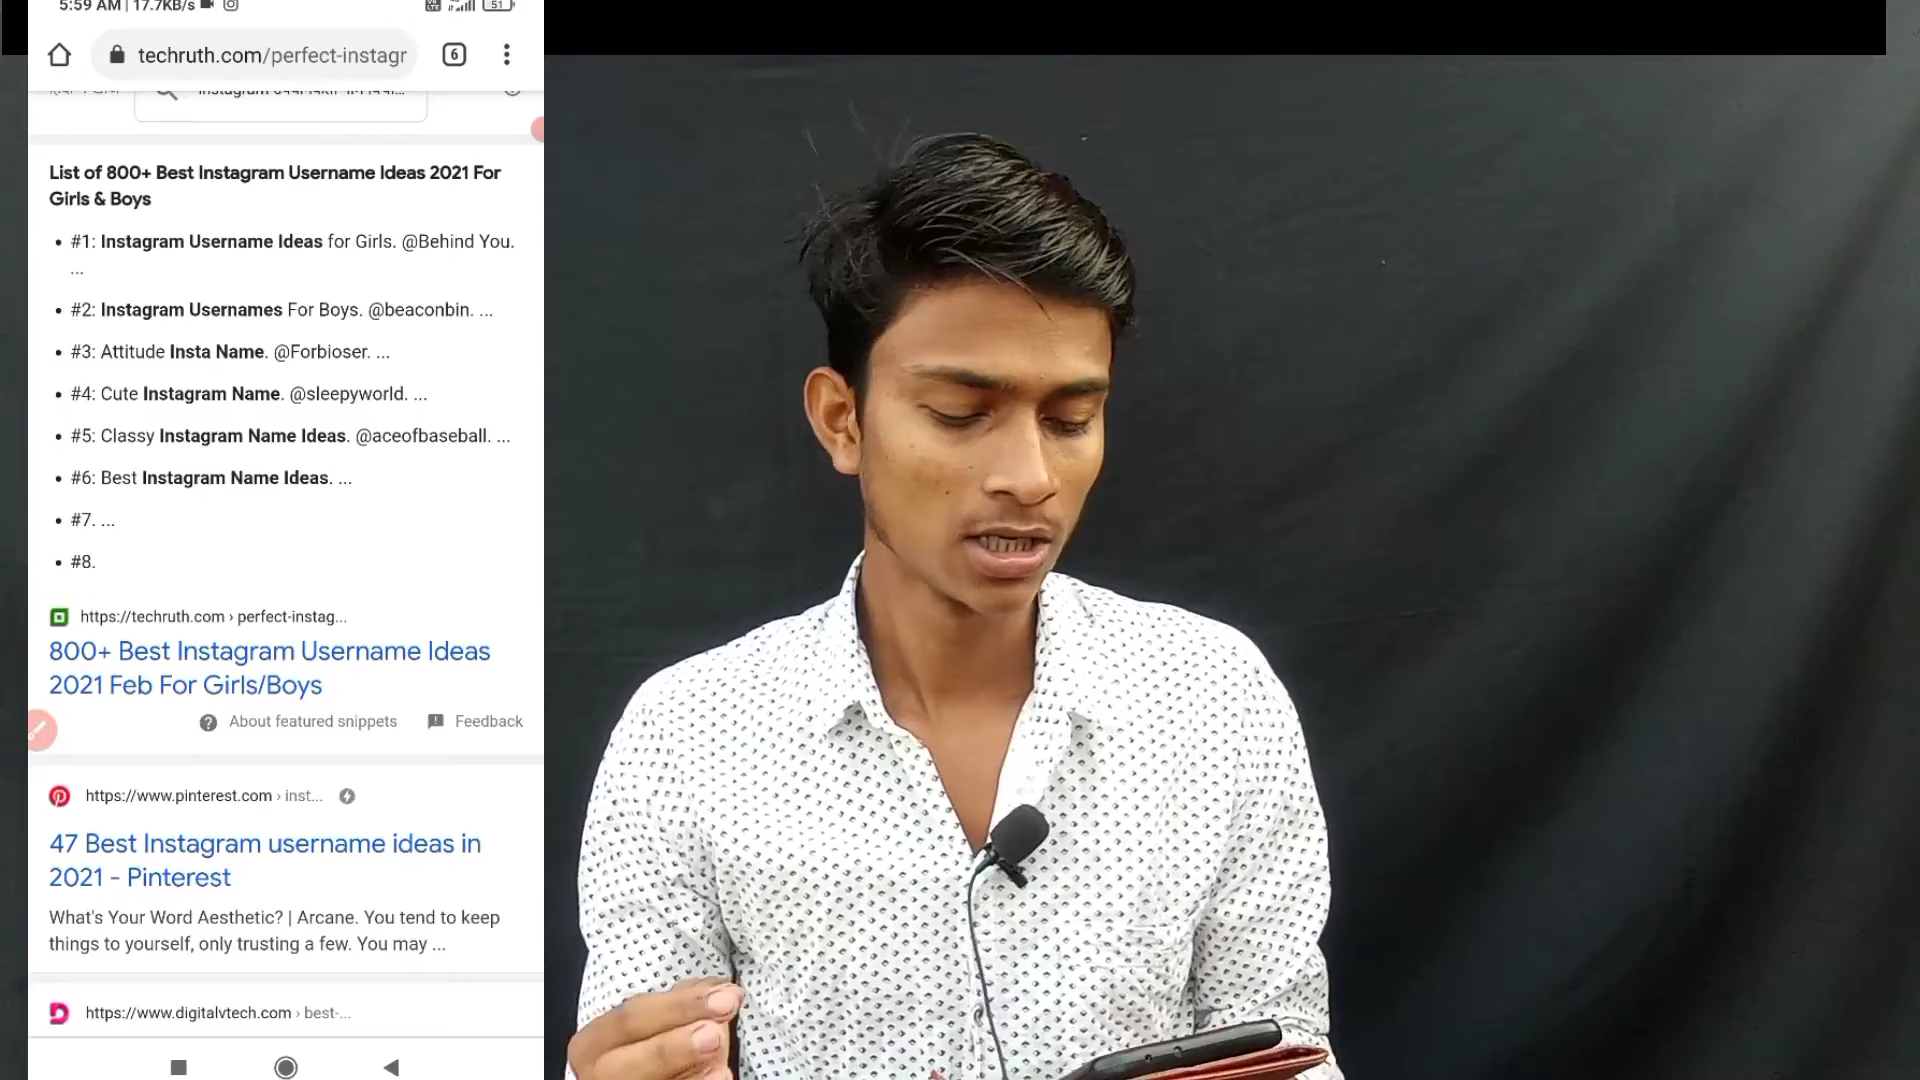 5:59 AM | 17.7KB/s
51
techruth.com/perfect-instagr
6
List of 800+ Best Instagram Username Ideas 2021 For
Girls & Boys
#1: Instagram Username Ideas for Girls. @Behind You.
...
#2: Instagram Usernames For Boys. @beaconbin. ...
#3: Attitude Insta Name. @Forbioser. ...
#4: Cute Instagram Name. @sleepyworld. ...
#5: Classy Instagram Name Ideas. @aceofbaseball. ...
#6: Best Instagram Name Ideas. ...
#7. ...
#8.
https://techruth.com › perfect-instag...
800+ Best Instagram Username Ideas
2021 Feb For Girls/Boys
About featured snippets
Feedback
https://www.pinterest.com › inst...
47 Best Instagram username ideas in
2021 - Pinterest
What's Your Word Aesthetic? | Arcane. You tend to keep
things to yourself, only trusting a few. You may ...
https://www.digitalvtech.com › best-...